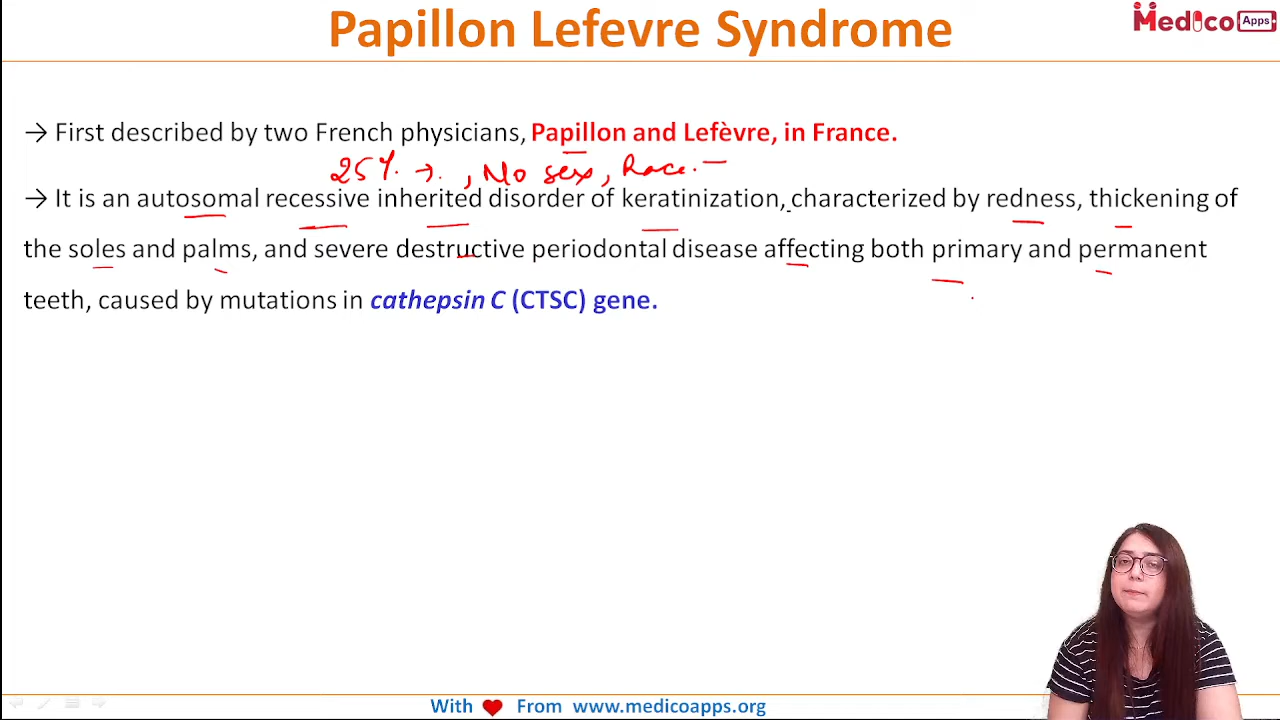 Papillon Lefevre Syndrome
Medico Apps
→ First described by two French physicians, Papillon and Lefèvre, in France.
25% →. , No sex, Race.
→ It is an autosomal recessive inherited disorder of keratinization, characterized by redness, thickening of
the soles and palms, and severe destructive periodontal disease affecting both primary and permanent
teeth, caused by mutations in cathepsin C (CTSC) gene.
With ❤ From www.medicoapps.org